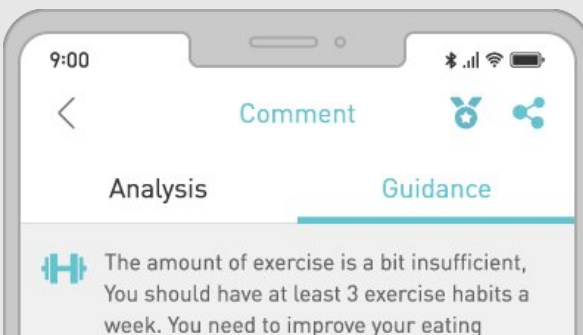 9:00
Comment
Analysis
Guidance
The amount of exercise is a bit insufficient,
You should have at least 3 exercise habits a
week. You need to improve your eating